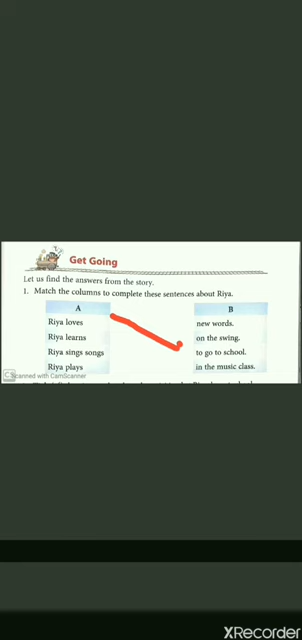 Get Going
Let us find the answers from the story.
1. Match the columns to complete these sentences about Riya.
A B
Riya loves new words.
Riya learns on the swing.
Riya sings songs to go to school.
Riya plays in the music class.
CS Scanned with CamScanner
XRecorder